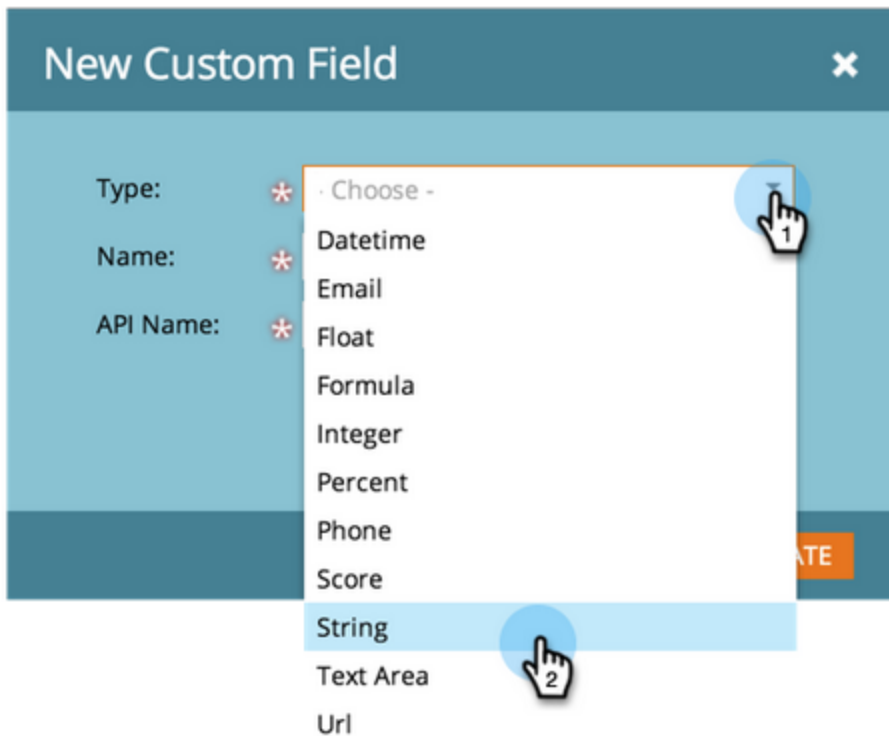 New Custom Field
Type: * - Choose -
Name: *
API Name: *
Datetime
Email
Float
Formula
Integer
Percent
Phone
Score
String
Text Area
Url
1
2